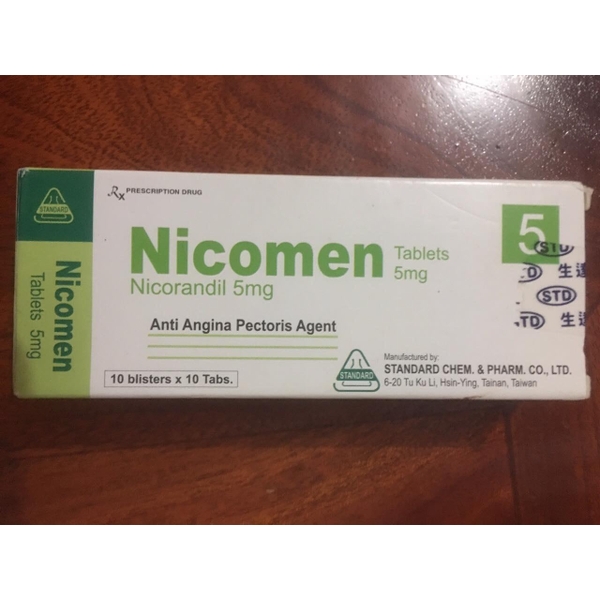 STANDARD
Nicomen
Tablets 5mg
Rx PRESCRIPTION DRUG
Nicomen Tablets 5mg
Nicorandil 5mg
Anti Angina Pectoris Agent
10 blisters x 10 Tabs.
STANDARD
Manufactured by:
STANDARD CHEM. & PHARM. CO., LTD.
6-20 Tu Ku Li, Hsin-Ying, Tainan, Taiwan
5
STD
生達
STD
生